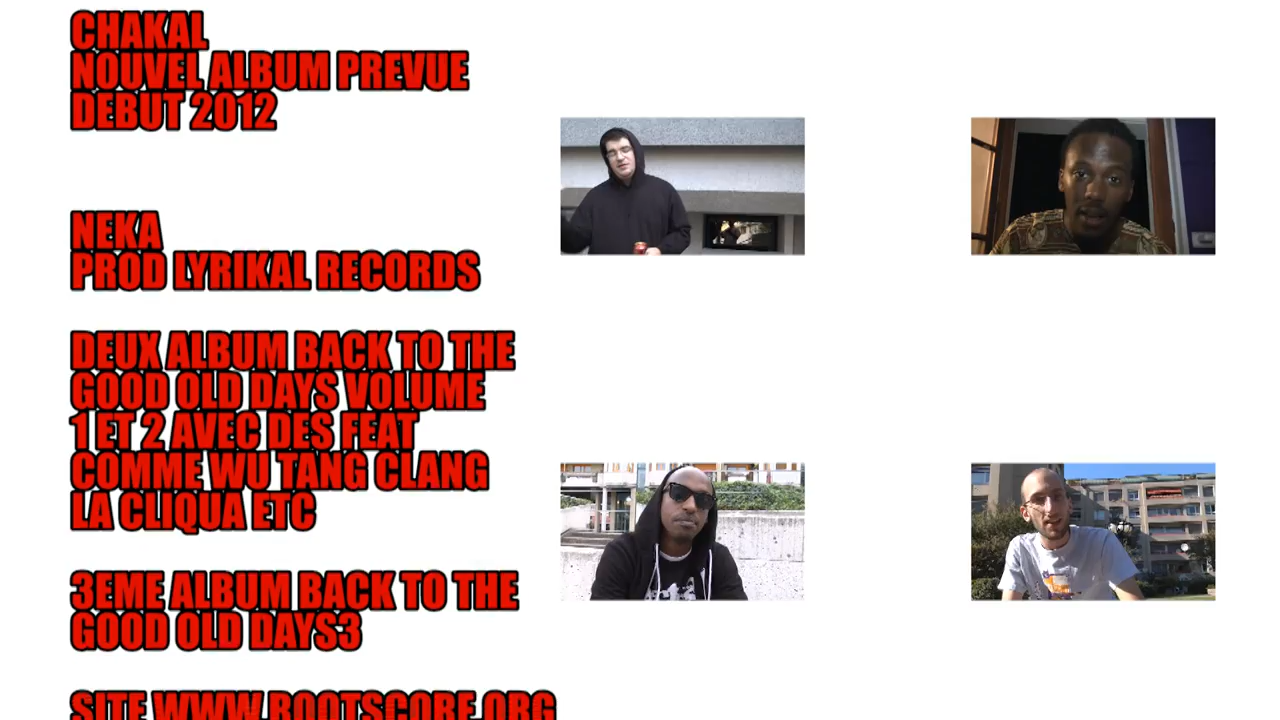 CHAKAL
NOUVEL ALBUM PREVUE
DEBUT 2012
NEKA
PROD LYRIKAL RECORDS
DEUX ALBUM BACK TO THE
GOOD OLD DAYS VOLUME
1 ET 2 AVEC DES FEAT
COMME WU TANG CLANG
LA CLIQUA ETC
3EME ALBUM BACK TO THE
GOOD OLD DAYS3
SITE WWW.ROOTSCORE.ORG